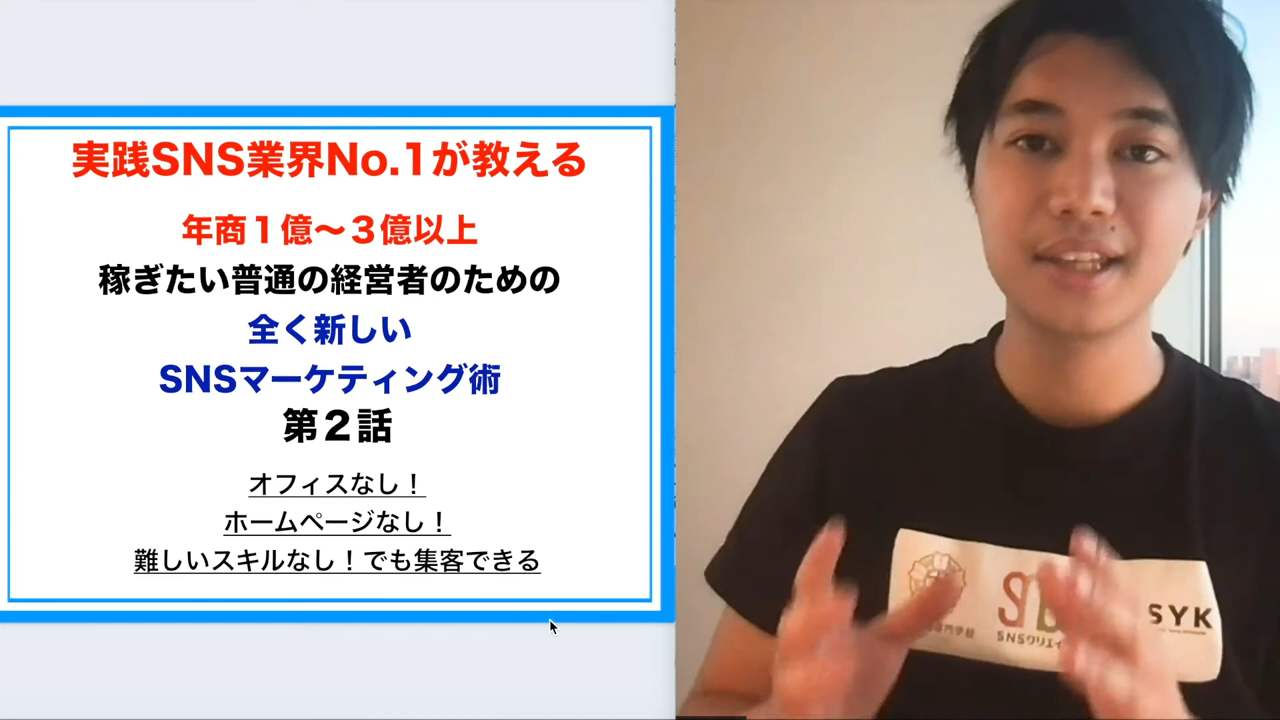 実践SNS業界No.1が教える
年商１億〜３億以上
稼ぎたい普通の経営者のための
全く新しい
SNSマーケティング術
第２話
オフィスなし！
ホームページなし！
難しいスキルなし！でも集客できる
専門学校
SNSクリエイ
SYK